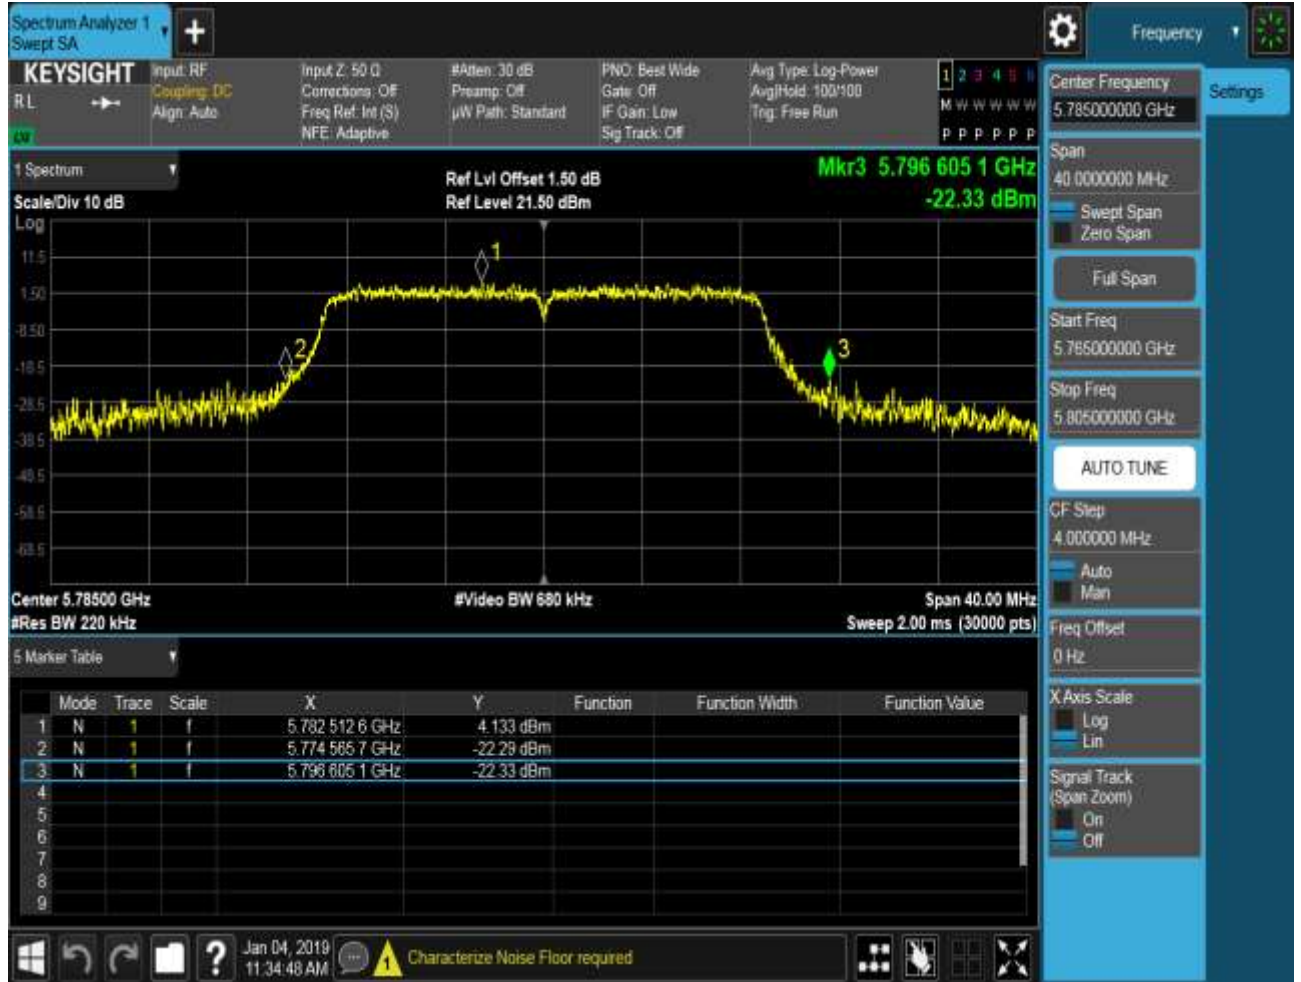 Spectrum Analyzer 1
Swept SA
+
Frequency
KEYSIGHT
R L
Input: RF
Coupling: DC
Align: Auto
Input Z: 50 Ω
Corrections: Off
Freq Ref: Int (S)
NFE: Adaptive
#Atten: 30 dB
Preamp: Off
µW Path: Standard
PNO: Best Wide
Gate: Off
IF Gain: Low
Sig Track: Off
Avg Type: Log-Power
Avg|Hold: 100/100
Trig: Free Run
1 2 3 4 5 6
M W W W W W
P P P P P P
1 Spectrum
Scale/Div 10 dB
Ref Lvl Offset 1.50 dB
Ref Level 21.50 dBm
Mkr3 5.796 605 1 GHz
-22.33 dBm
Log
11.5
1.50
-8.50
-18.5
-28.5
-38.5
-48.5
-58.5
-68.5
1
2
3
Center 5.78500 GHz
#Res BW 220 kHz
#Video BW 680 kHz
Span 40.00 MHz
Sweep 2.00 ms (30000 pts)
5 Marker Table
Mode Trace Scale X Y Function Function Width Function Value
1 N 1 f 5.782 512 6 GHz 4.133 dBm
2 N 1 f 5.774 565 7 GHz -22.29 dBm
3 N 1 f 5.796 605 1 GHz -22.33 dBm
4
5
6
7
8
9
Jan 04, 2019
11:34:48 AM
?
1
Characterize Noise Floor required
Settings
Center Frequency
5.785000000 GHz
Span
40.0000000 MHz
Swept Span
Zero Span
Full Span
Start Freq
5.765000000 GHz
Stop Freq
5.805000000 GHz
AUTO TUNE
CF Step
4.000000 MHz
Auto
Man
Freq Offset
0 Hz
X Axis Scale
Log
Lin
Signal Track
(Span Zoom)
On
Off